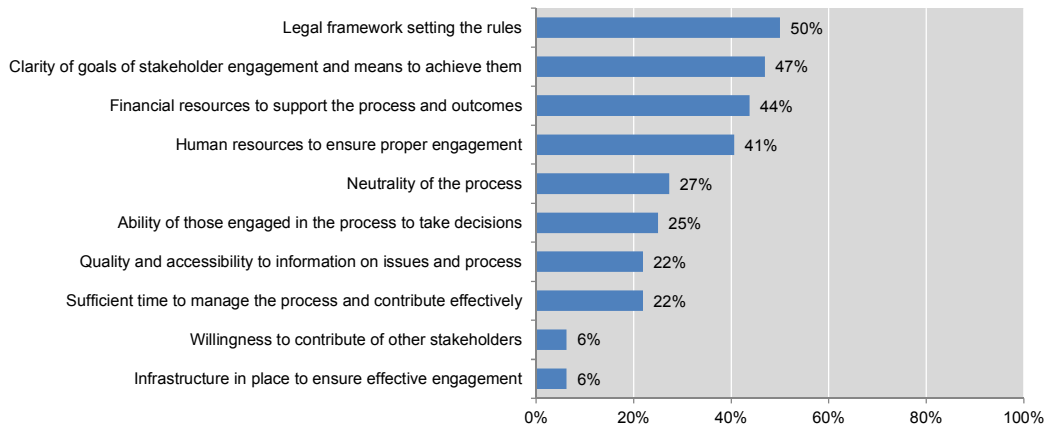 Legal framework setting the rules 50%
Clarity of goals of stakeholder engagement and means to achieve them 47%
Financial resources to support the process and outcomes 44%
Human resources to ensure proper engagement 41%
Neutrality of the process 27%
Ability of those engaged in the process to take decisions 25%
Quality and accessibility to information on issues and process 22%
Sufficient time to manage the process and contribute effectively 22%
Willingness to contribute of other stakeholders 6%
Infrastructure in place to ensure effective engagement 6%
0% 20% 40% 60% 80% 100%